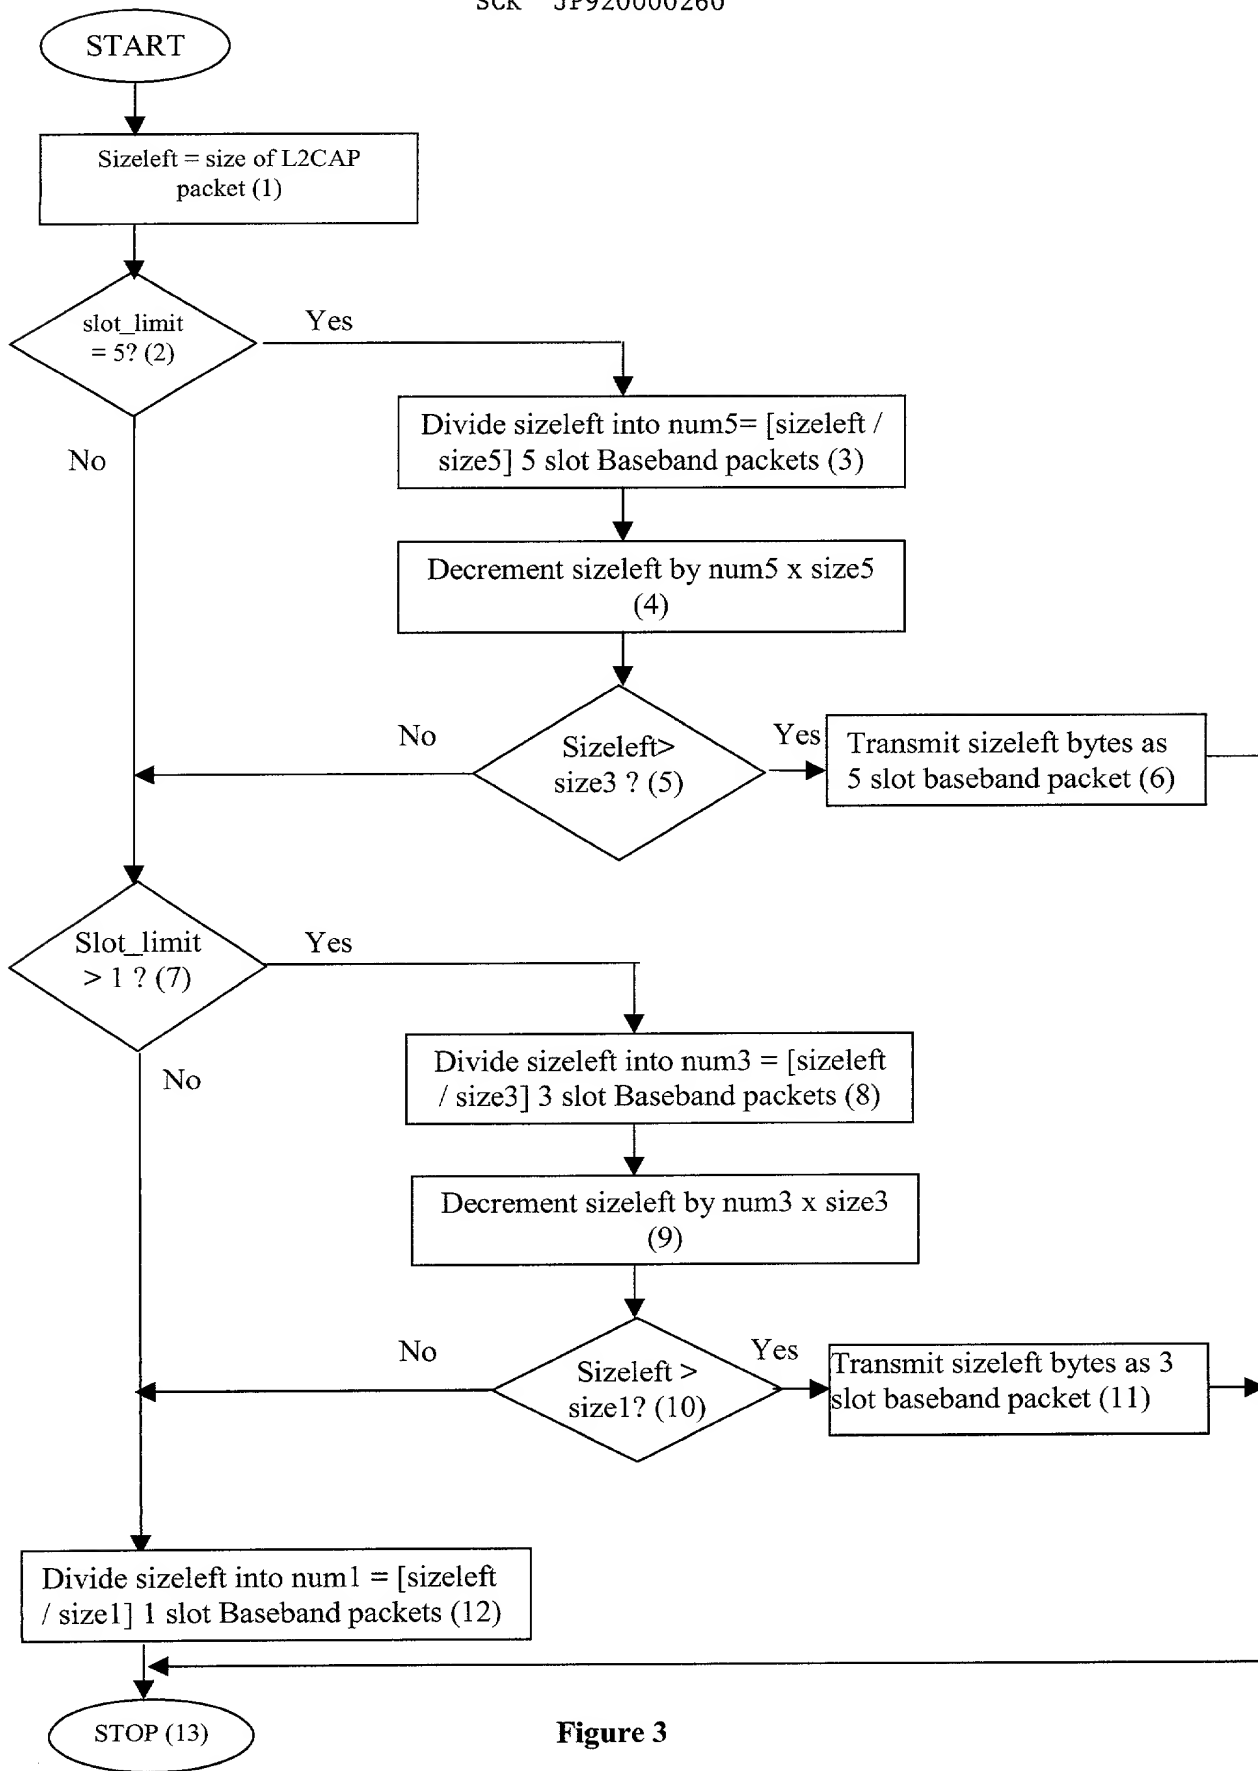 SCK JP920000260
START
Sizeleft = size of L2CAP
packet (1)
slot_limit
= 5? (2)
Yes
No
Divide sizeleft into num5= [sizeleft /
size5] 5 slot Baseband packets (3)
Decrement sizeleft by num5 x size5
(4)
Sizeleft>
size3 ? (5)
No
Yes
Transmit sizeleft bytes as
5 slot baseband packet (6)
Slot_limit
> 1 ? (7)
Yes
No
Divide sizeleft into num3 = [sizeleft
/ size3] 3 slot Baseband packets (8)
Decrement sizeleft by num3 x size3
(9)
Sizeleft >
size1? (10)
No
Yes
Transmit sizeleft bytes as 3
slot baseband packet (11)
Divide sizeleft into num1 = [sizeleft
/ size1] 1 slot Baseband packets (12)
STOP (13)
Figure 3